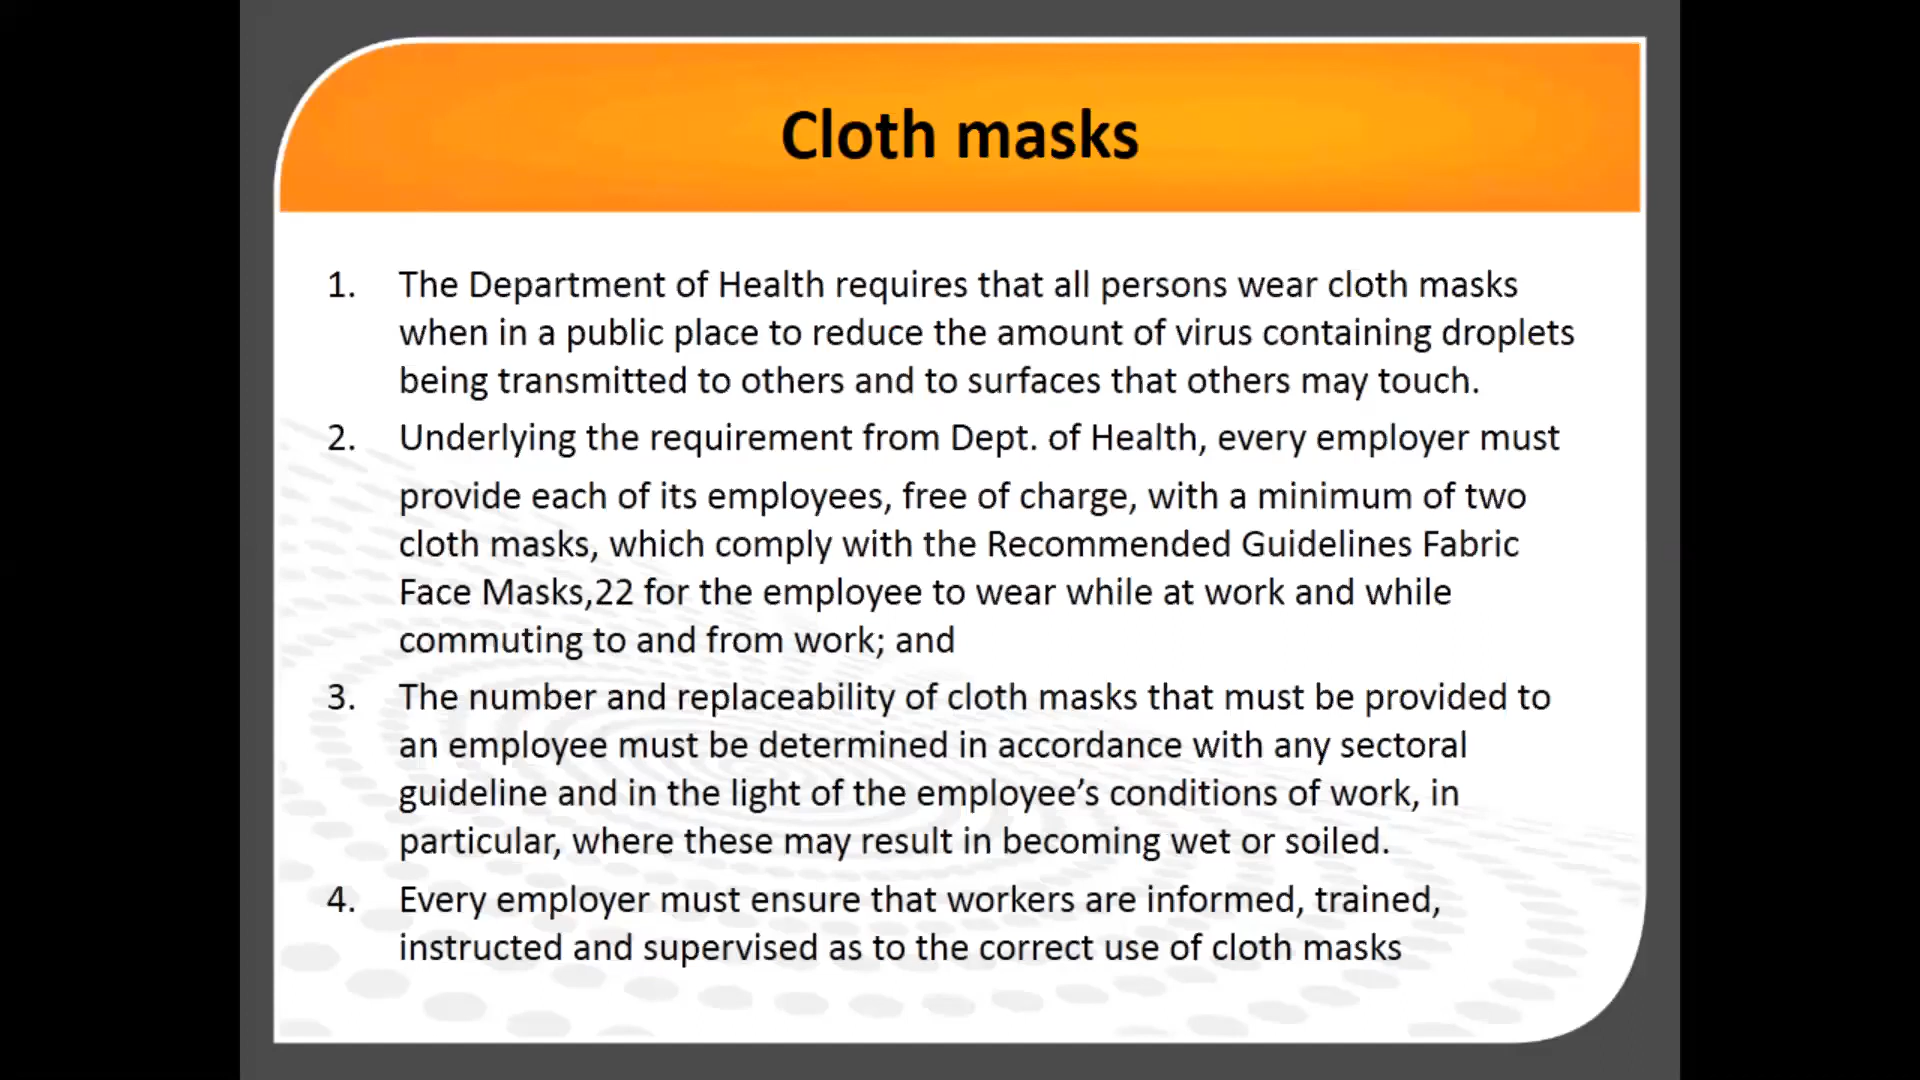 Cloth masks
1. The Department of Health requires that all persons wear cloth masks
when in a public place to reduce the amount of virus containing droplets
being transmitted to others and to surfaces that others may touch.
2. Underlying the requirement from Dept. of Health, every employer must
provide each of its employees, free of charge, with a minimum of two
cloth masks, which comply with the Recommended Guidelines Fabric
Face Masks,22 for the employee to wear while at work and while
commuting to and from work; and
3. The number and replaceability of cloth masks that must be provided to
an employee must be determined in accordance with any sectoral
guideline and in the light of the employee’s conditions of work, in
particular, where these may result in becoming wet or soiled.
4. Every employer must ensure that workers are informed, trained,
instructed and supervised as to the correct use of cloth masks